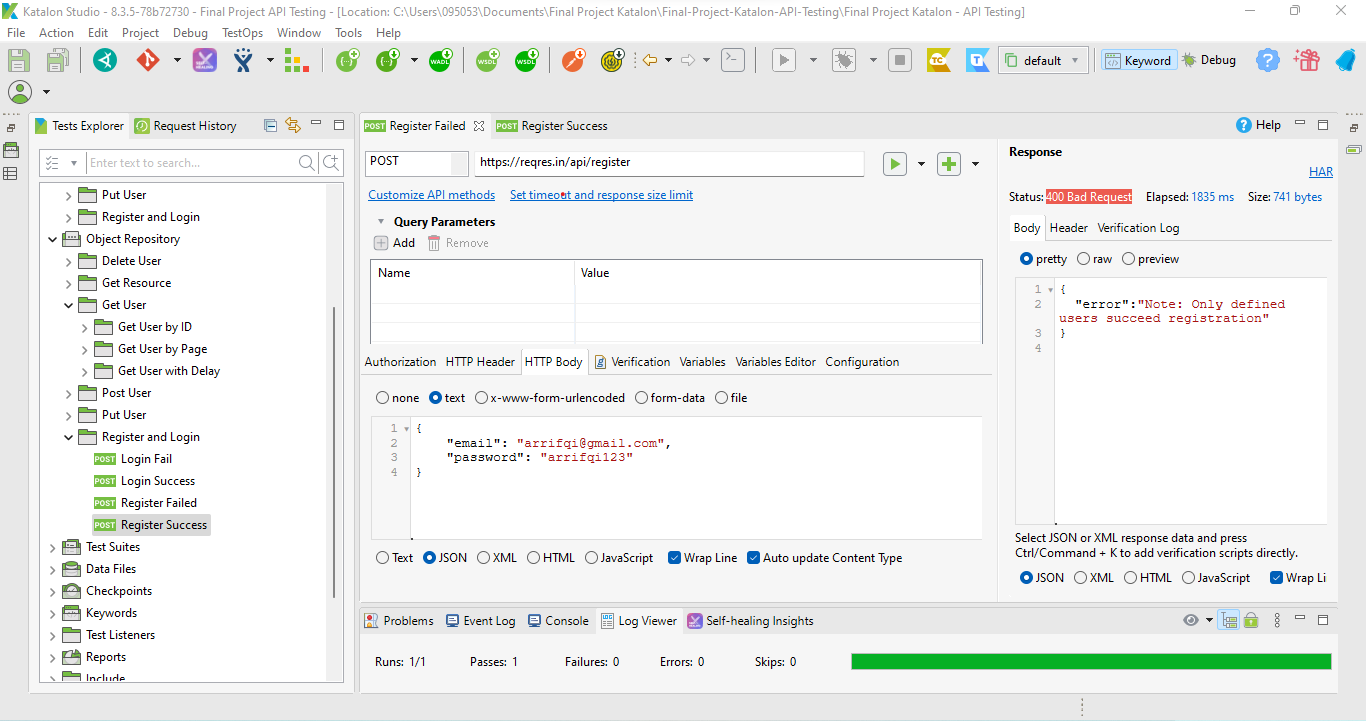 Katalon Studio - 8.3.5-78b72730 - Final Project API Testing - [Location: C:\Users\095053\Documents\Final Project Katalon\Final-Project-Katalon-API-Testing\Final Project Katalon - API Testing]
File Action Edit Project Debug TestOps Window Tools Help
WADL WSDL WSDL TC T default Keyword Debug
Tests Explorer Request History
Enter text to search...
Put User
Register and Login
Object Repository
Delete User
Get Resource
Get User
Get User by ID
Get User by Page
Get User with Delay
Post User
Put User
Register and Login
POST Login Fail
POST Login Success
POST Register Failed
POST Register Success
Test Suites
Data Files
Checkpoints
Keywords
Test Listeners
Reports
Include
POST Register Failed POST Register Success Help
POST https://reqres.in/api/register
Customize API methods Set timeout and response size limit
Query Parameters
Add Remove
Name Value
Authorization HTTP Header HTTP Body Verification Variables Variables Editor Configuration
none text x-www-form-urlencoded form-data file
1 {
2 "email": "arrifqi@gmail.com",
3 "password": "arrifqi123"
4 }
Text JSON XML HTML JavaScript Wrap Line Auto update Content Type
Response
HAR
Status: 400 Bad Request Elapsed: 1835 ms Size: 741 bytes
Body Header Verification Log
pretty raw preview
1 {
2 "error":"Note: Only defined
users succeed registration"
3 }
4
Select JSON or XML response data and press
Ctrl/Command + K to add verification scripts directly.
JSON XML HTML JavaScript Wrap Li
Problems Event Log Console Log Viewer Self-healing Insights
Runs: 1/1 Passes: 1 Failures: 0 Errors: 0 Skips: 0